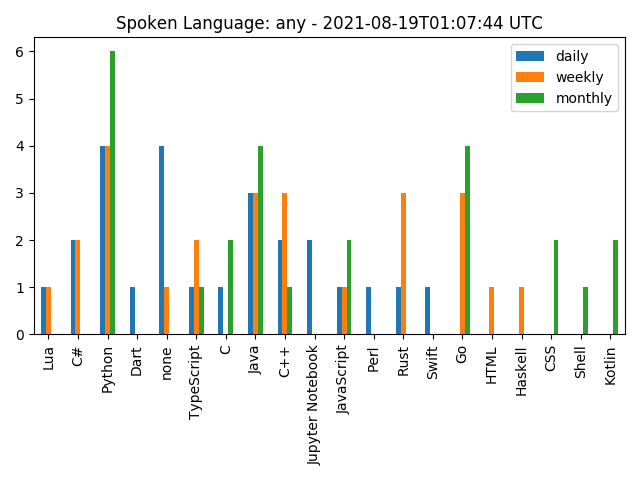 Spoken Language: any - 2021-08-19T01:07:44 UTC
daily
weekly
monthly
6
5
4
3
2
1
0
Lua
C#
Python
Dart
none
TypeScript
C
Java
C++
Jupyter Notebook
JavaScript
Perl
Rust
Swift
Go
HTML
Haskell
CSS
Shell
Kotlin